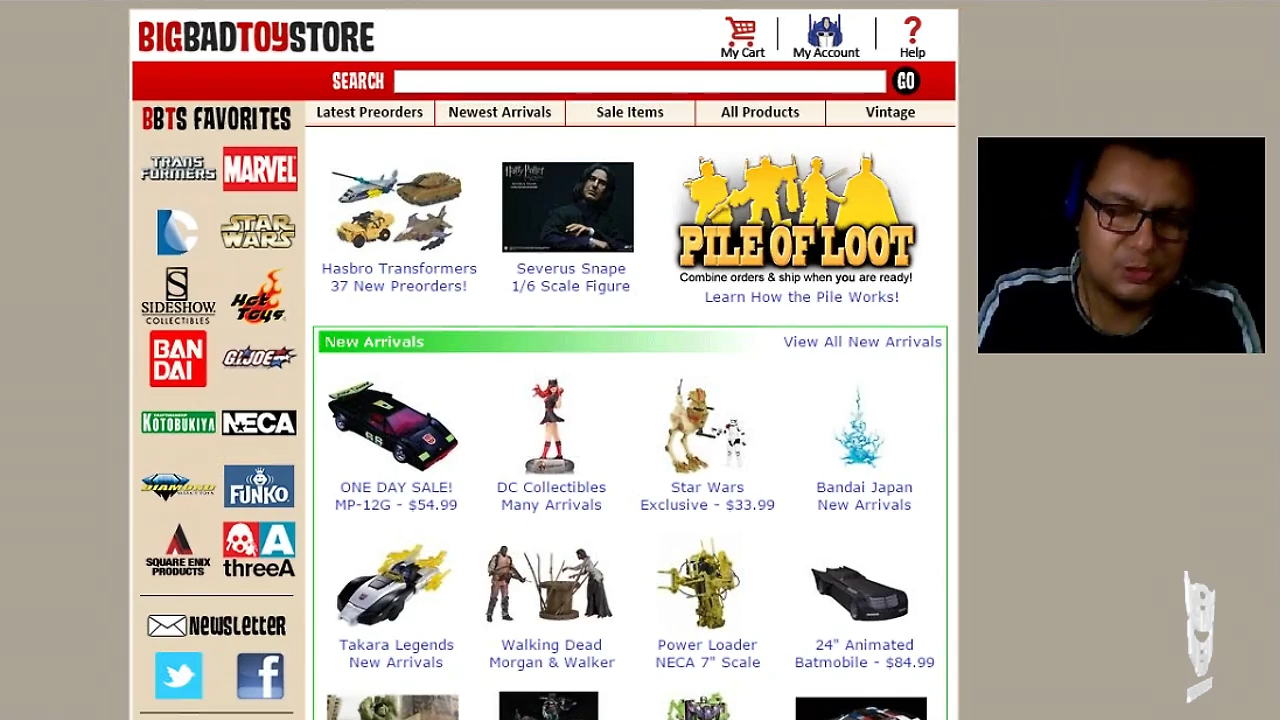 BIGBADTOYSTORE
My Cart
My Account
Help
SEARCH
GO
Latest Preorders
Newest Arrivals
Sale Items
All Products
Vintage
BBTS FAVORITES
TRANSFORMERS
MARVEL
STAR WARS
SIDESHOW
COLLECTIBLES
Hot Toys
BANDAI
G.I.JOE
KOTOBUKIYA
NECA
DIAMOND
FUNKO
SQUARE ENIX
PRODUCTS
threeA
NEWSLETTER
Harry Potter
Hasbro Transformers
37 New Preorders!
Severus Snape
1/6 Scale Figure
PILE OF LOOT
Combine orders & ship when you are ready!
Learn How the Pile Works!
New Arrivals
View All New Arrivals
ONE DAY SALE!
MP-12G - $54.99
DC Collectibles
Many Arrivals
Star Wars
Exclusive - $33.99
Bandai Japan
New Arrivals
Takara Legends
New Arrivals
Walking Dead
Morgan & Walker
Power Loader
NECA 7" Scale
24" Animated
Batmobile - $84.99